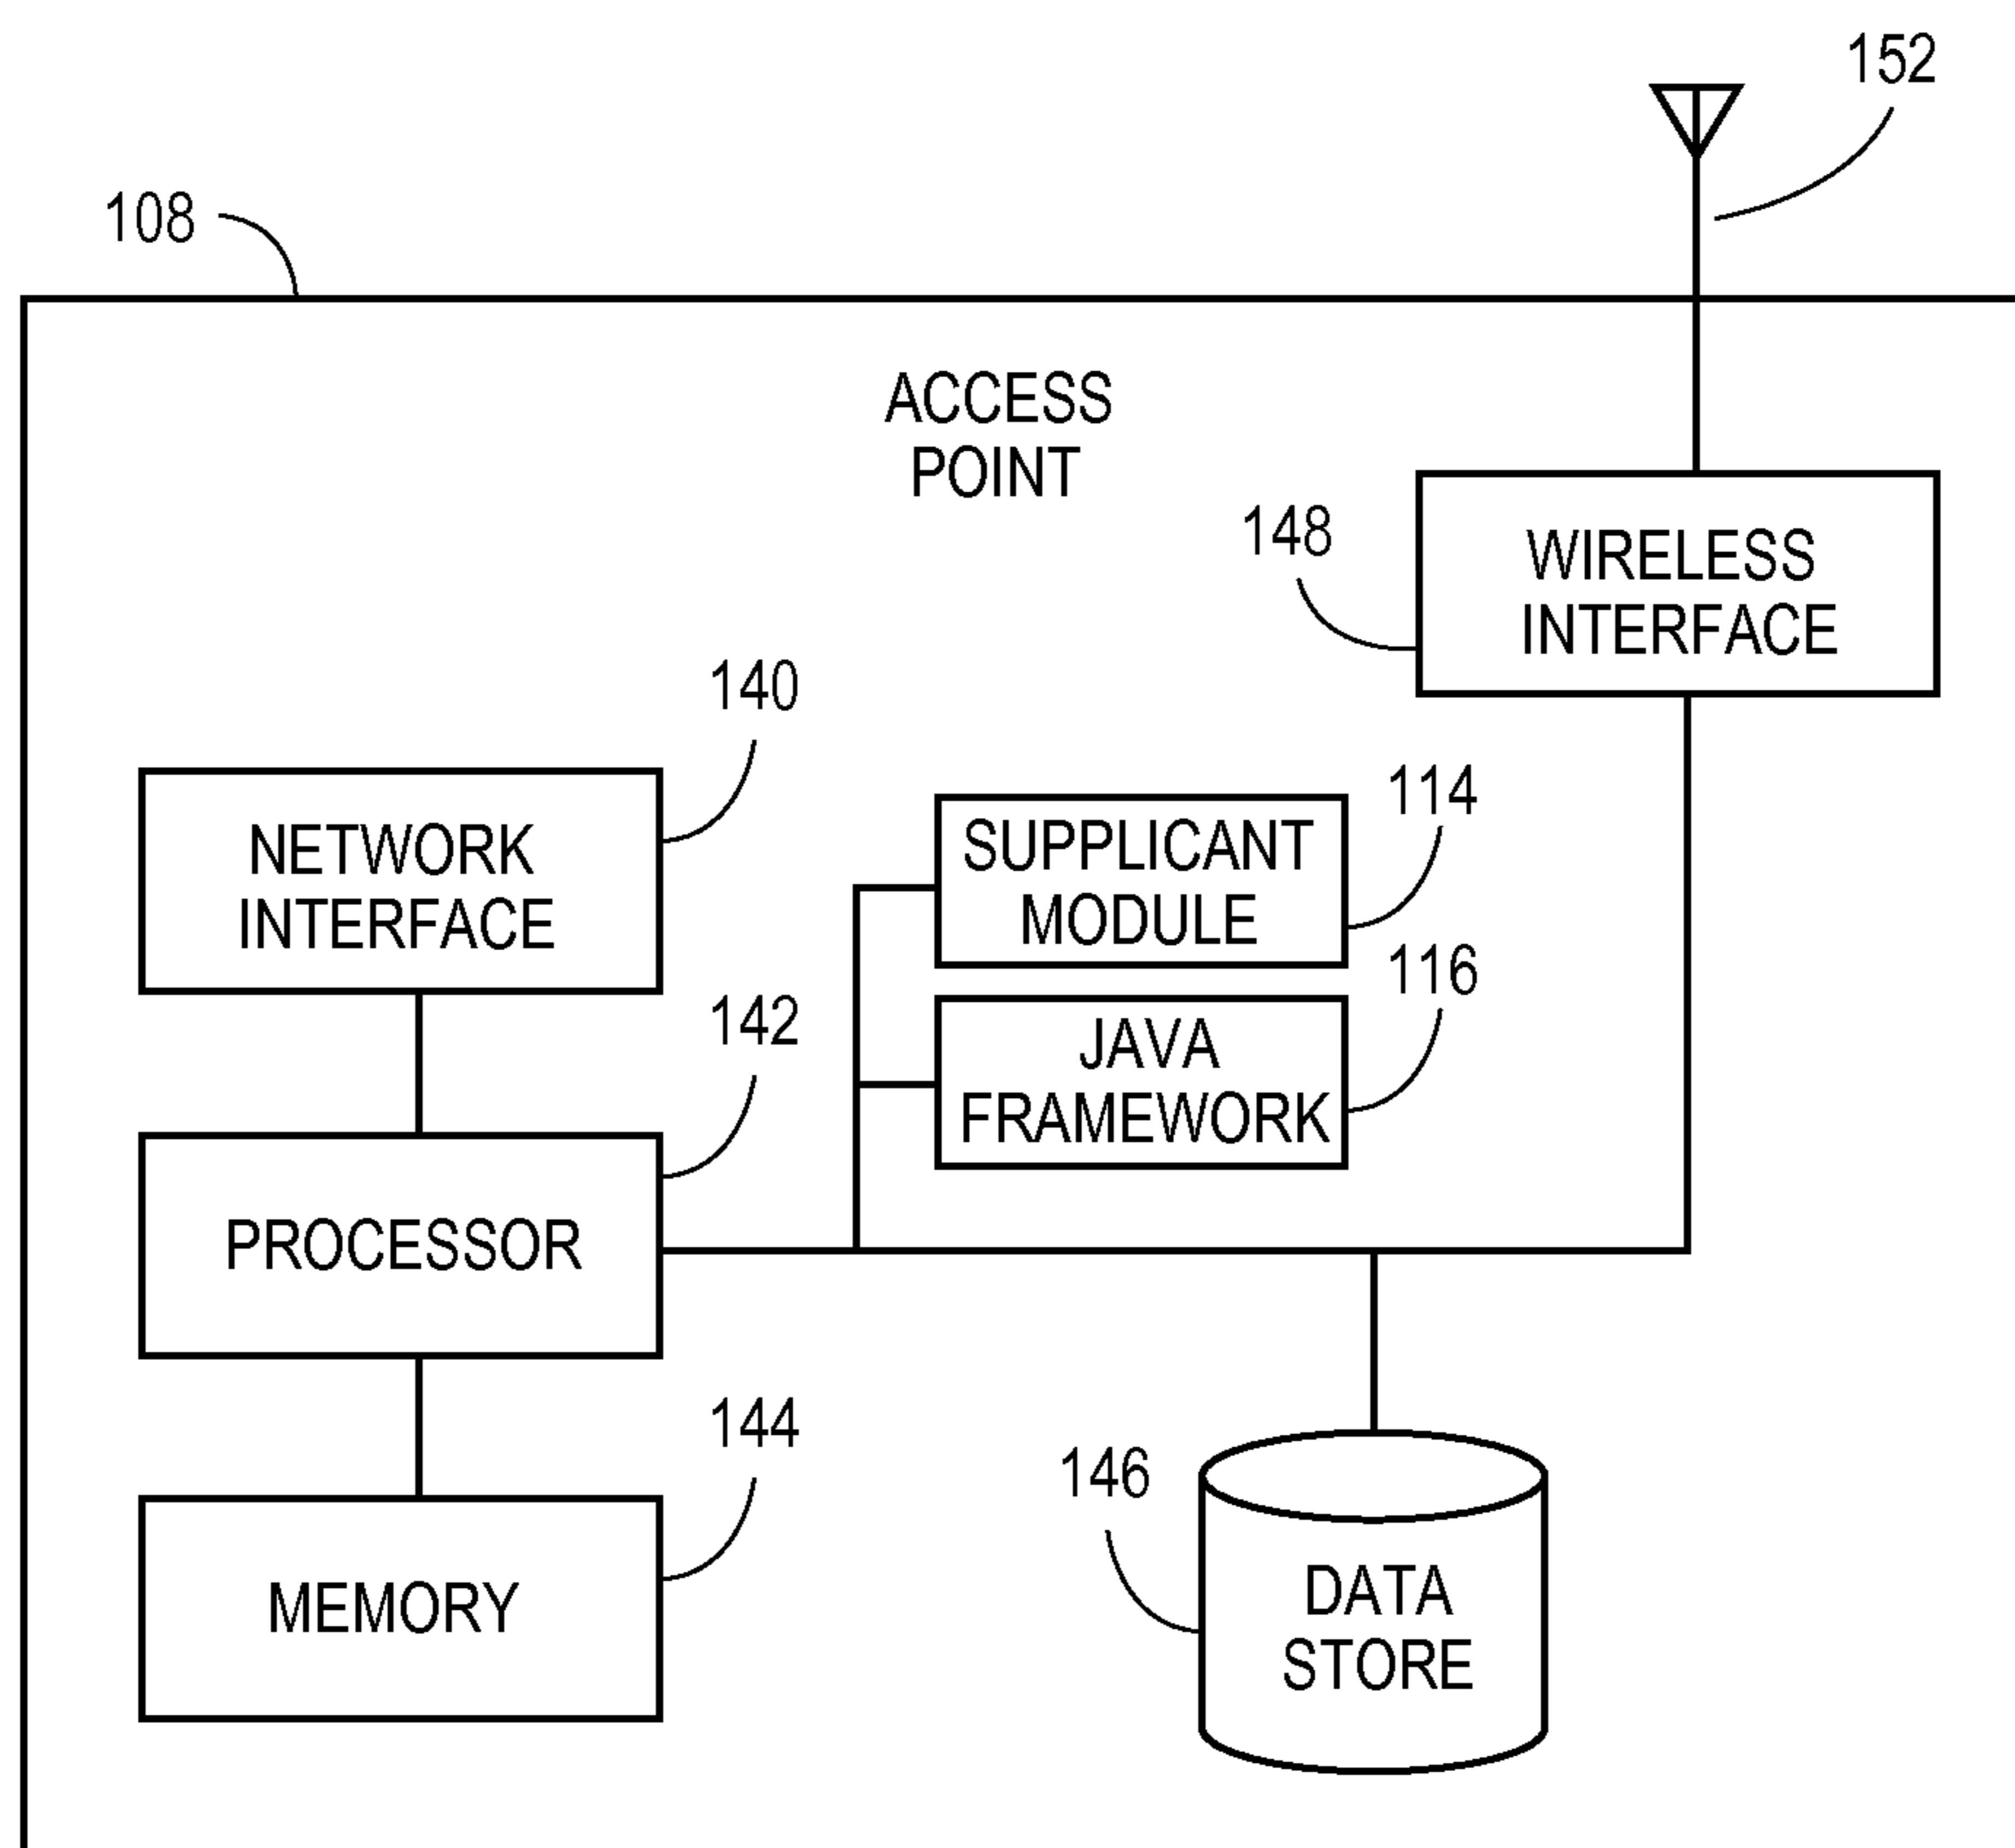 152
108
ACCESS
POINT
148
WIRELESS
INTERFACE
140
NETWORK
INTERFACE
114
SUPPLICANT
MODULE
116
JAVA
FRAMEWORK
142
PROCESSOR
144
MEMORY
146
DATA
STORE